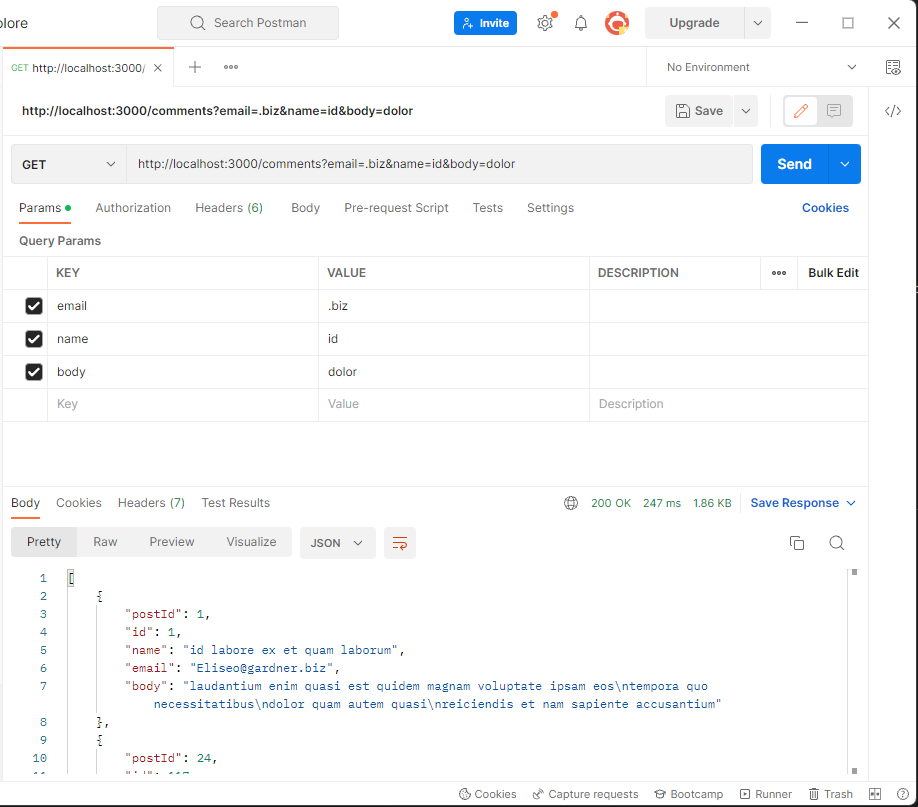 olore
Search Postman
Invite
Upgrade
GET http://localhost:3000/
No Environment
http://localhost:3000/comments?email=.biz&name=id&body=dolor
Save
GET
http://localhost:3000/comments?email=.biz&name=id&body=dolor
Send
Params Authorization Headers (6) Body Pre-request Script Tests Settings Cookies
Query Params
KEY VALUE DESCRIPTION Bulk Edit
email .biz
name id
body dolor
Key Value Description
Body Cookies Headers (7) Test Results 200 OK 247 ms 1.86 KB Save Response
Pretty Raw Preview Visualize JSON
1 [
2 {
3 "postId": 1,
4 "id": 1,
5 "name": "id labore ex et quam laborum",
6 "email": "Eliseo@gardner.biz",
7 "body": "laudantium enim quasi est quidem magnam voluptate ipsam eos\ntempora quo
necessitatibus\ndolor quam autem quasi\nreiciendis et nam sapiente accusantium"
8 },
9 {
10 "postId": 24,
Cookies Capture requests Bootcamp Runner Trash